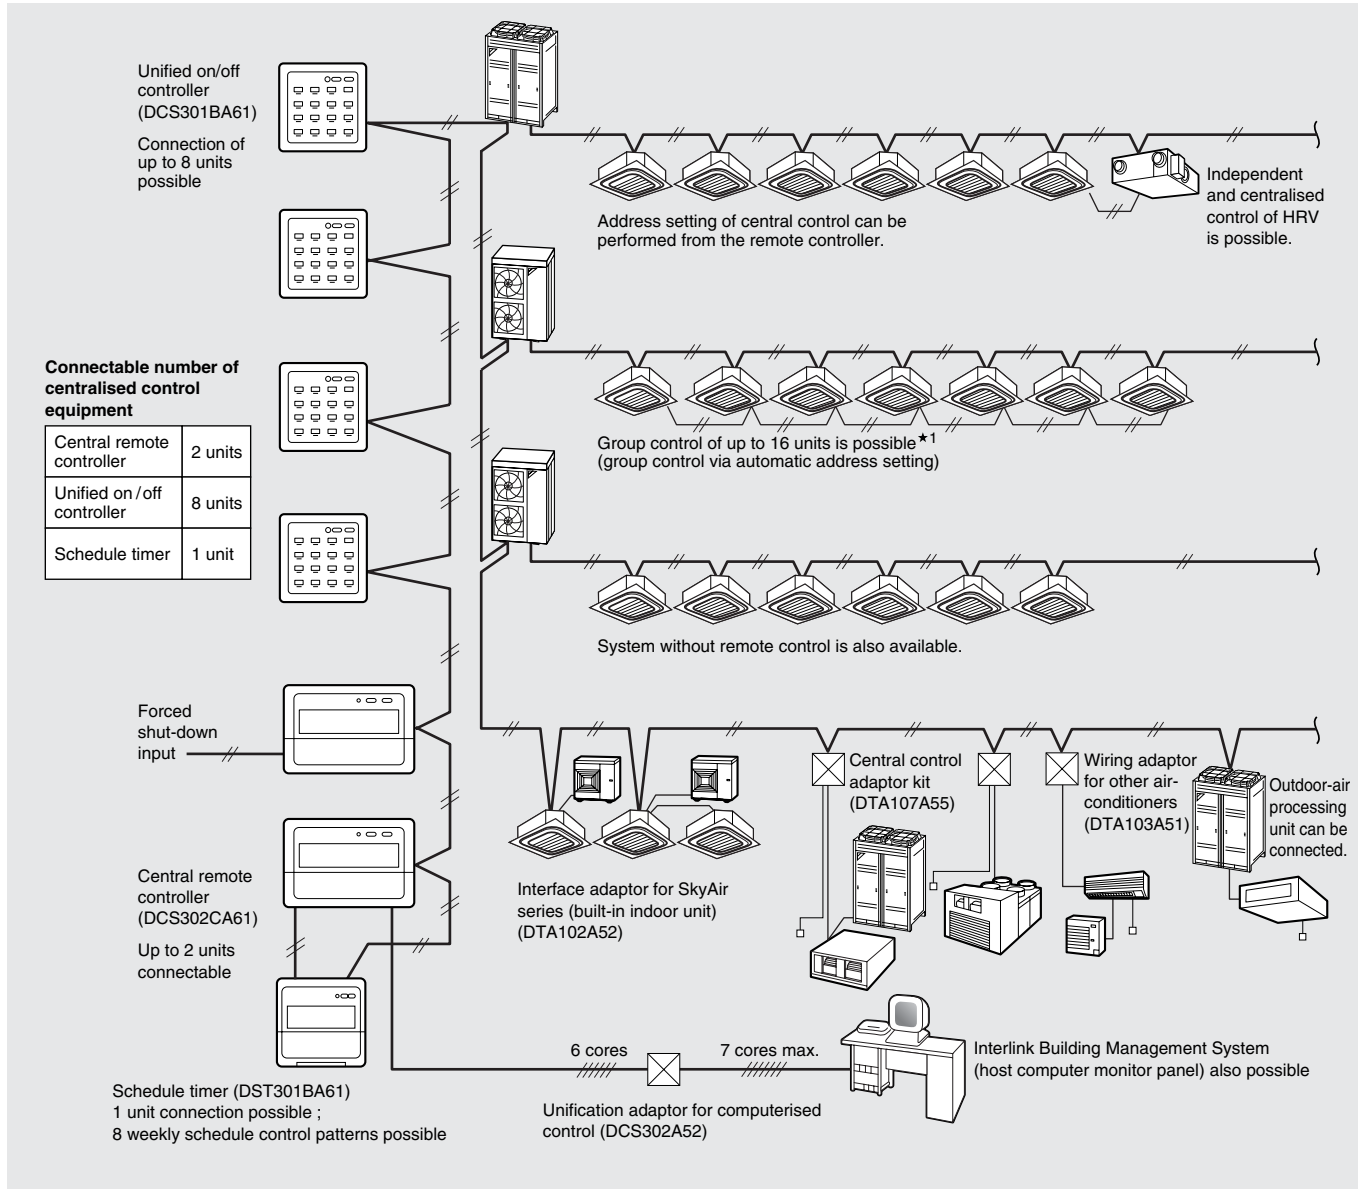 Unified on/off
controller
(DCS301BA61)
Connection of
up to 8 units
possible
Independent
and centralised
control of HRV
is possible.
Address setting of central control can be
performed from the remote controller.
Connectable number of
centralised control
equipment
Central remote
controller
2 units
Unified on/off
controller
8 units
Schedule timer
1 unit
Group control of up to 16 units is possible★1
(group control via automatic address setting)
System without remote control is also available.
Forced
shut-down
input
Central control
adaptor kit
(DTA107A55)
Wiring adaptor
for other air-
conditioners
(DTA103A51)
Outdoor-air
processing
unit can be
connected.
Central remote
controller
(DCS302CA61)
Up to 2 units
connectable
Interface adaptor for SkyAir
series (built-in indoor unit)
(DTA102A52)
6 cores
7 cores max.
Interlink Building Management System
(host computer monitor panel) also possible
Schedule timer (DST301BA61)
1 unit connection possible ;
8 weekly schedule control patterns possible
Unification adaptor for computerised
control (DCS302A52)